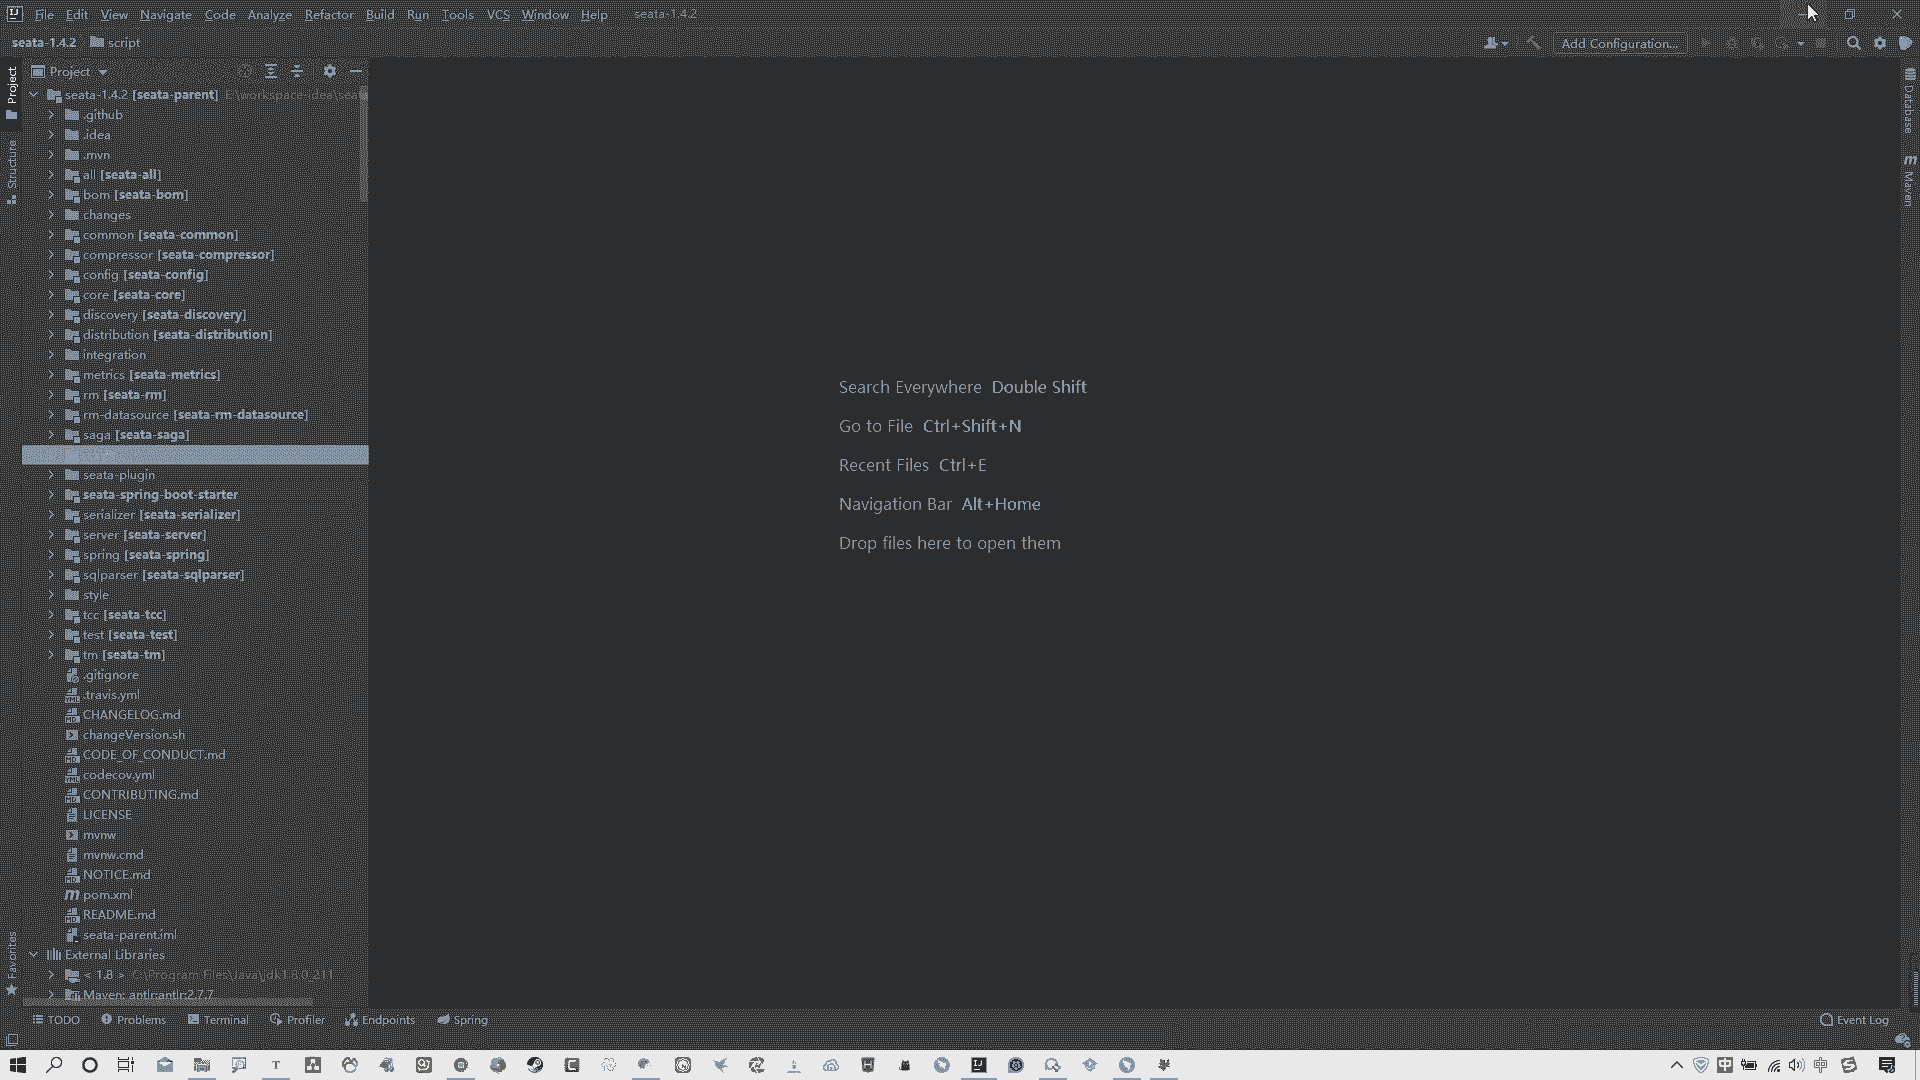 File Edit View Navigate Code Analyze Refactor Build Run Tools VCS Window Help seata-1.4.2
seata-1.4.2 script
Add Configuration...
Project
Project
Structure
Favorites
Database
Maven
seata-1.4.2 [seata-parent] E:\workspace-idea\sea
.github
.idea
.mvn
all [seata-all]
bom [seata-bom]
changes
common [seata-common]
compressor [seata-compressor]
config [seata-config]
core [seata-core]
discovery [seata-discovery]
distribution [seata-distribution]
integration
metrics [seata-metrics]
rm [seata-rm]
rm-datasource [seata-rm-datasource]
saga [seata-saga]
seata-plugin
seata-spring-boot-starter
serializer [seata-serializer]
server [seata-server]
spring [seata-spring]
sqlparser [seata-sqlparser]
style
tcc [seata-tcc]
test [seata-test]
tm [seata-tm]
.gitignore
.travis.yml
CHANGELOG.md
changeVersion.sh
CODE_OF_CONDUCT.md
codecov.yml
CONTRIBUTING.md
LICENSE
mvnw
mvnw.cmd
NOTICE.md
pom.xml
README.md
seata-parent.iml
External Libraries
< 1.8 > C:\Program Files\Java\jdk1.8.0_211
Maven: antlr:antlr:2.7.7
Search Everywhere Double Shift
Go to File Ctrl+Shift+N
Recent Files Ctrl+E
Navigation Bar Alt+Home
Drop files here to open them
TODO Problems Terminal Profiler Endpoints Spring
Event Log
中